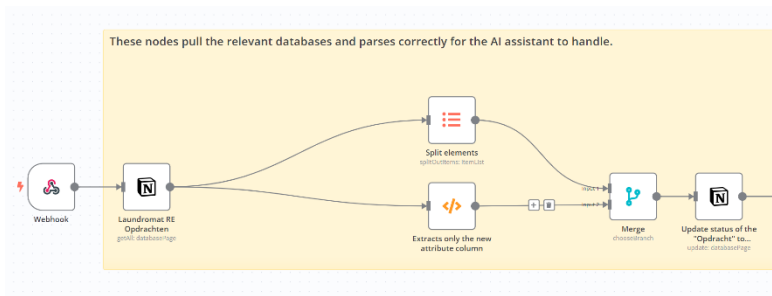 These nodes pull the relevant databases and parses correctly for the AI assistant to handle.
Split elements
splitOutItems: itemsList
Webhook
Laundromat RE
Opdrachten
getAll: databasePage
Extracts only the new
attribute column
Input 1
Input 2
Merge
chooseBranch
Update status of the
"Opdracht" to...
update: databasePage